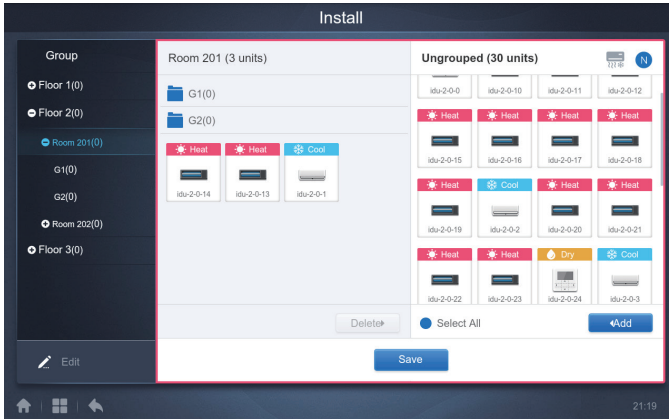 Install
Group
Floor 1(0)
Floor 2(0)
Room 201(0)
G1(0)
G2(0)
Room 202(0)
Floor 3(0)
Edit
Room 201 (3 units)
G1(0)
G2(0)
Heat Heat Cool
idu-2-0-14 idu-2-0-13 idu-2-0-1
Delete
Ungrouped (30 units) N
idu-2-0-0 idu-2-0-10 idu-2-0-11 idu-2-0-12
Heat Heat Heat Heat
idu-2-0-15 idu-2-0-16 idu-2-0-17 idu-2-0-18
Heat Cool Heat Heat
idu-2-0-19 idu-2-0-2 idu-2-0-20 idu-2-0-21
Heat Heat Dry Cool
idu-2-0-22 idu-2-0-23 idu-2-0-24 idu-2-0-3
Select All Add
Save
21:19